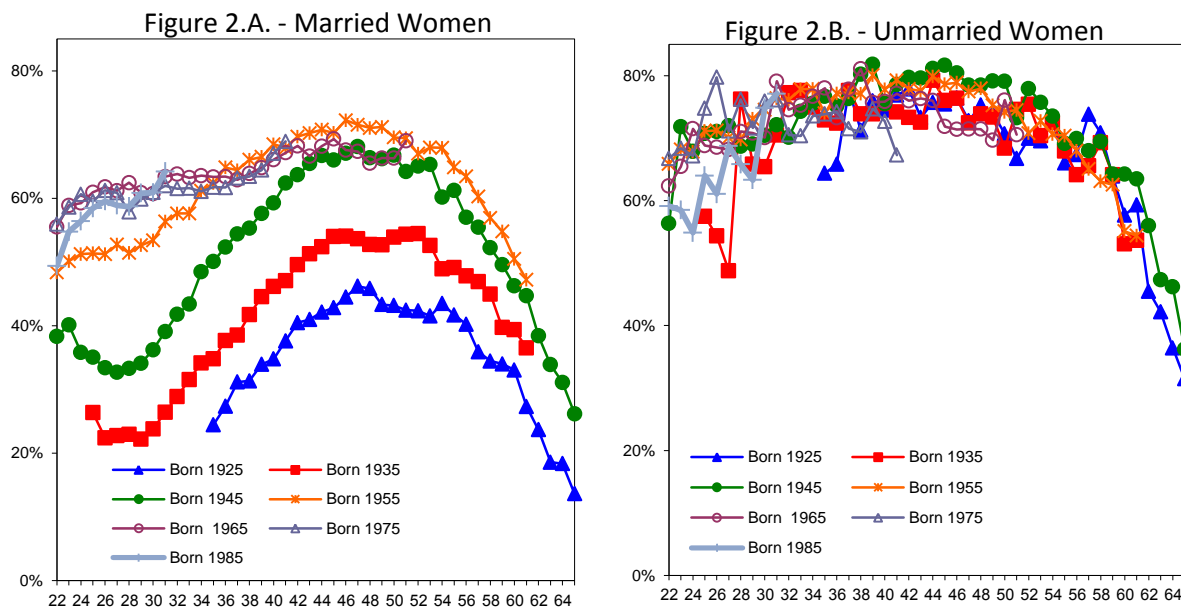 Figure 2.A. - Married Women
80%
60%
40%
20%
0%
Born 1925 Born 1935
Born 1945 Born 1955
Born  1965 Born 1975
Born 1985
22 24 26 28 30 32 34 36 38 40 42 44 46 48 50 52 54 56 58 60 62 64
Figure 2.B. - Unmarried Women
80%
60%
40%
20%
0%
Born 1925 Born 1935
Born 1945 Born 1955
Born  1965 Born 1975
Born 1985
22 24 26 28 30 32 34 36 38 40 42 44 46 48 50 52 54 56 58 60 62 64